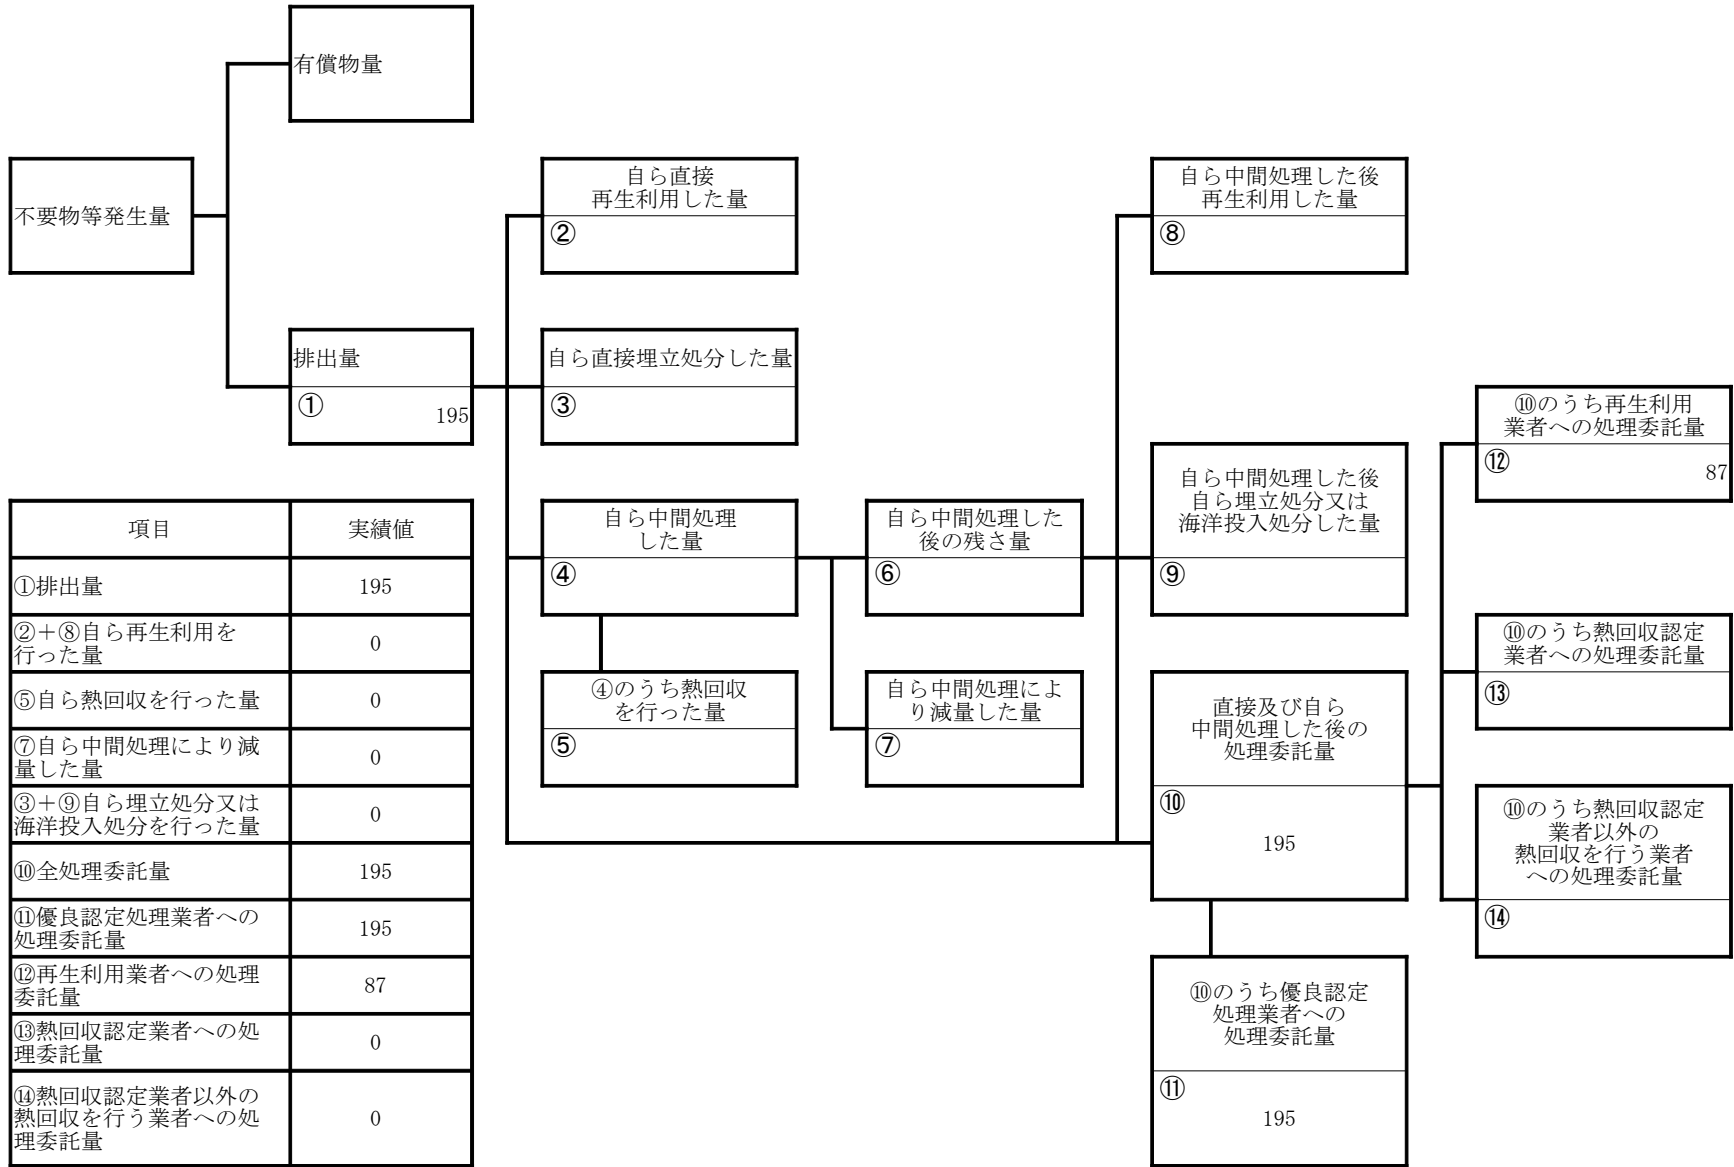 有償物量
不要物等発生量
自ら直接
再生利用した量
②
自ら中間処理した後
再生利用した量
⑧
排出量
①
195
自ら直接埋立処分した量
③
⑩のうち再生利用
業者への処理委託量
⑫
87
自ら中間処理
した量
④
自ら中間処理した
後の残さ量
⑥
自ら中間処理した後
自ら埋立処分又は
海洋投入処分した量
⑨
⑩のうち熱回収認定
業者への処理委託量
⑬
④のうち熱回収
を行った量
⑤
自ら中間処理によ
り減量した量
⑦
直接及び自ら
中間処理した後の
処理委託量
⑩
195
⑩のうち熱回収認定
業者以外の
熱回収を行う業者
への処理委託量
⑭
⑩のうち優良認定
処理業者への
処理委託量
⑪
195
項目 実績値
①排出量 195
②+⑧自ら再生利用を
行った量 0
⑤自ら熱回収を行った量 0
⑦自ら中間処理により減
量した量 0
③+⑨自ら埋立処分又は
海洋投入処分を行った量 0
⑩全処理委託量 195
⑪優良認定処理業者への
処理委託量 195
⑫再生利用業者への処理
委託量 87
⑬熱回収認定業者への処
理委託量 0
⑭熱回収認定業者以外の
熱回収を行う業者への処
理委託量 0